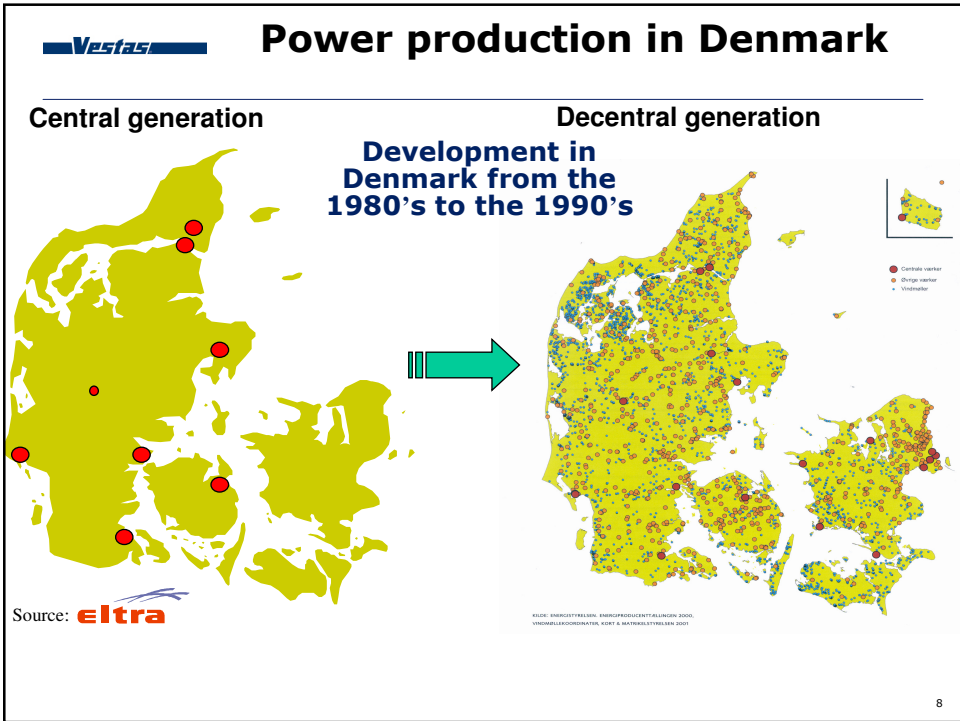 Vestas
Power production in Denmark
Central generation
Decentral generation
Development in
Denmark from the
1980’s to the 1990’s
Centrale værker
Øvrige værker
Vindmøller
Source: eltra
KILDE: ENERGISTYRELSEN. ENERGIPRODUCENTTÆLLINGEN 2000,
VINDMØLLEKOORDINATER, KORT & MATRIKELSTYRELSEN 2001
8